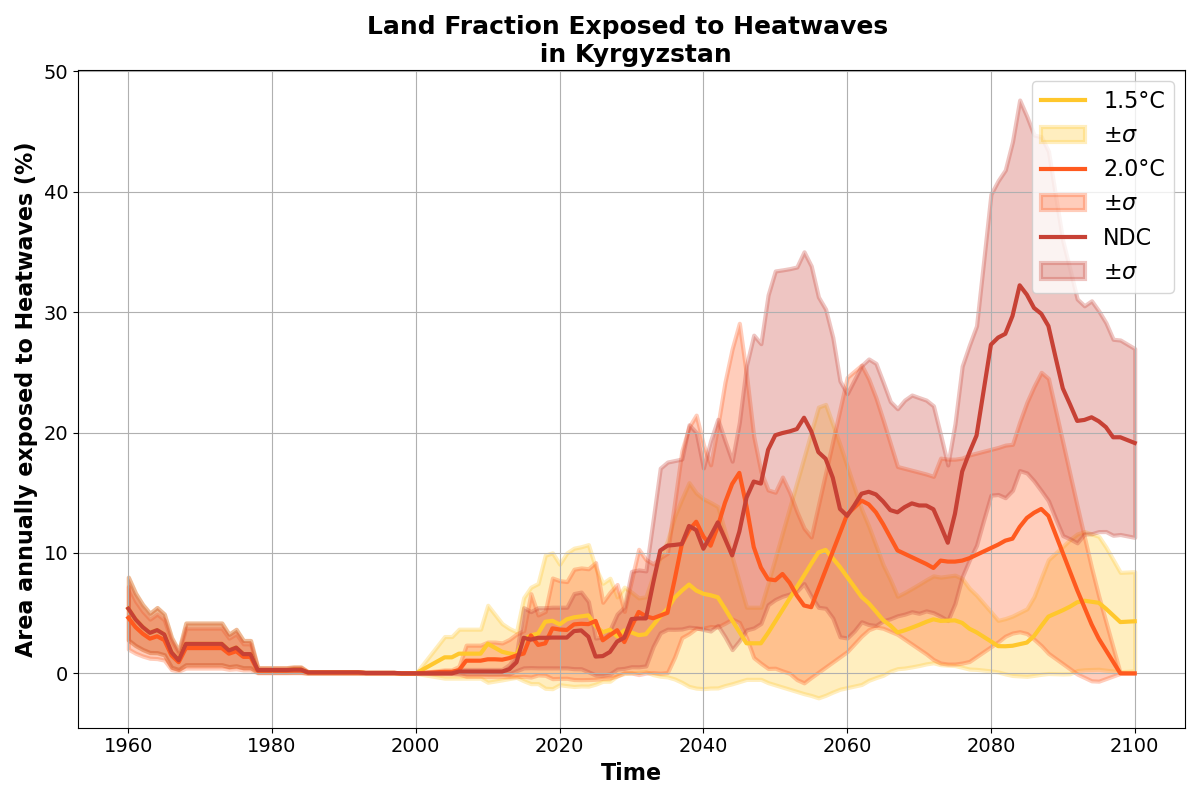 Land Fraction Exposed to Heatwaves
in Kyrgyzstan
Area annually exposed to Heatwaves (%)
50
40
30
20
10
0
1960 1980 2000 2020 2040 2060 2080 2100
Time
1.5°C
±σ
2.0°C
±σ
NDC
±σ